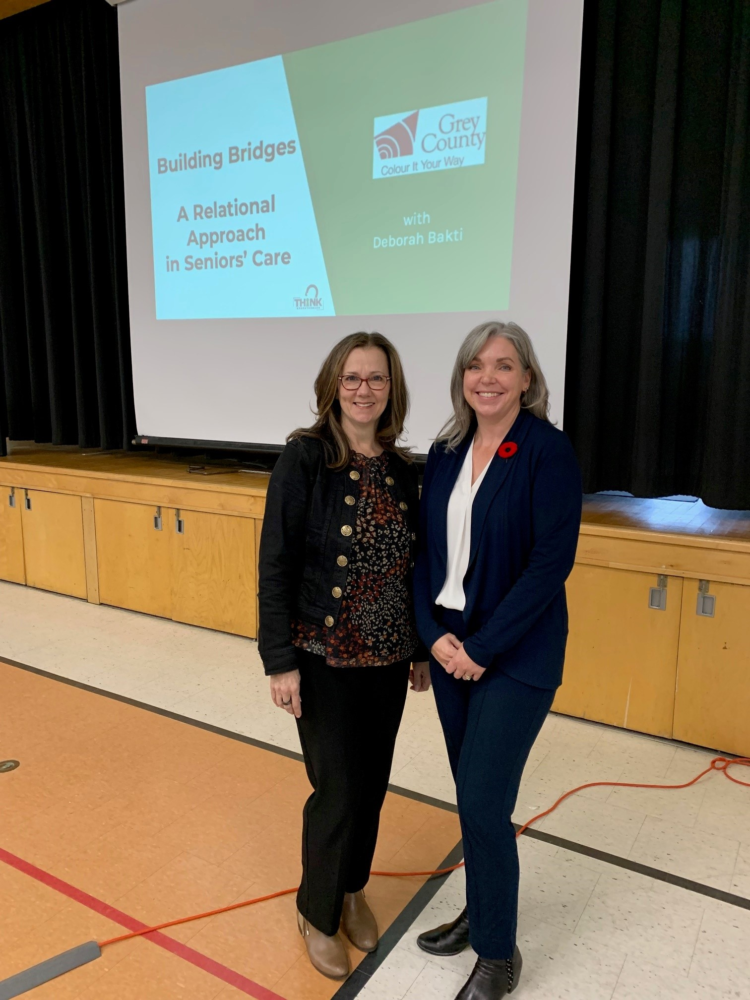 Building Bridges
A Relational
Approach
in Seniors' Care
THINK
Grey
County
Colour It Your Way
with
Deborah Bakti